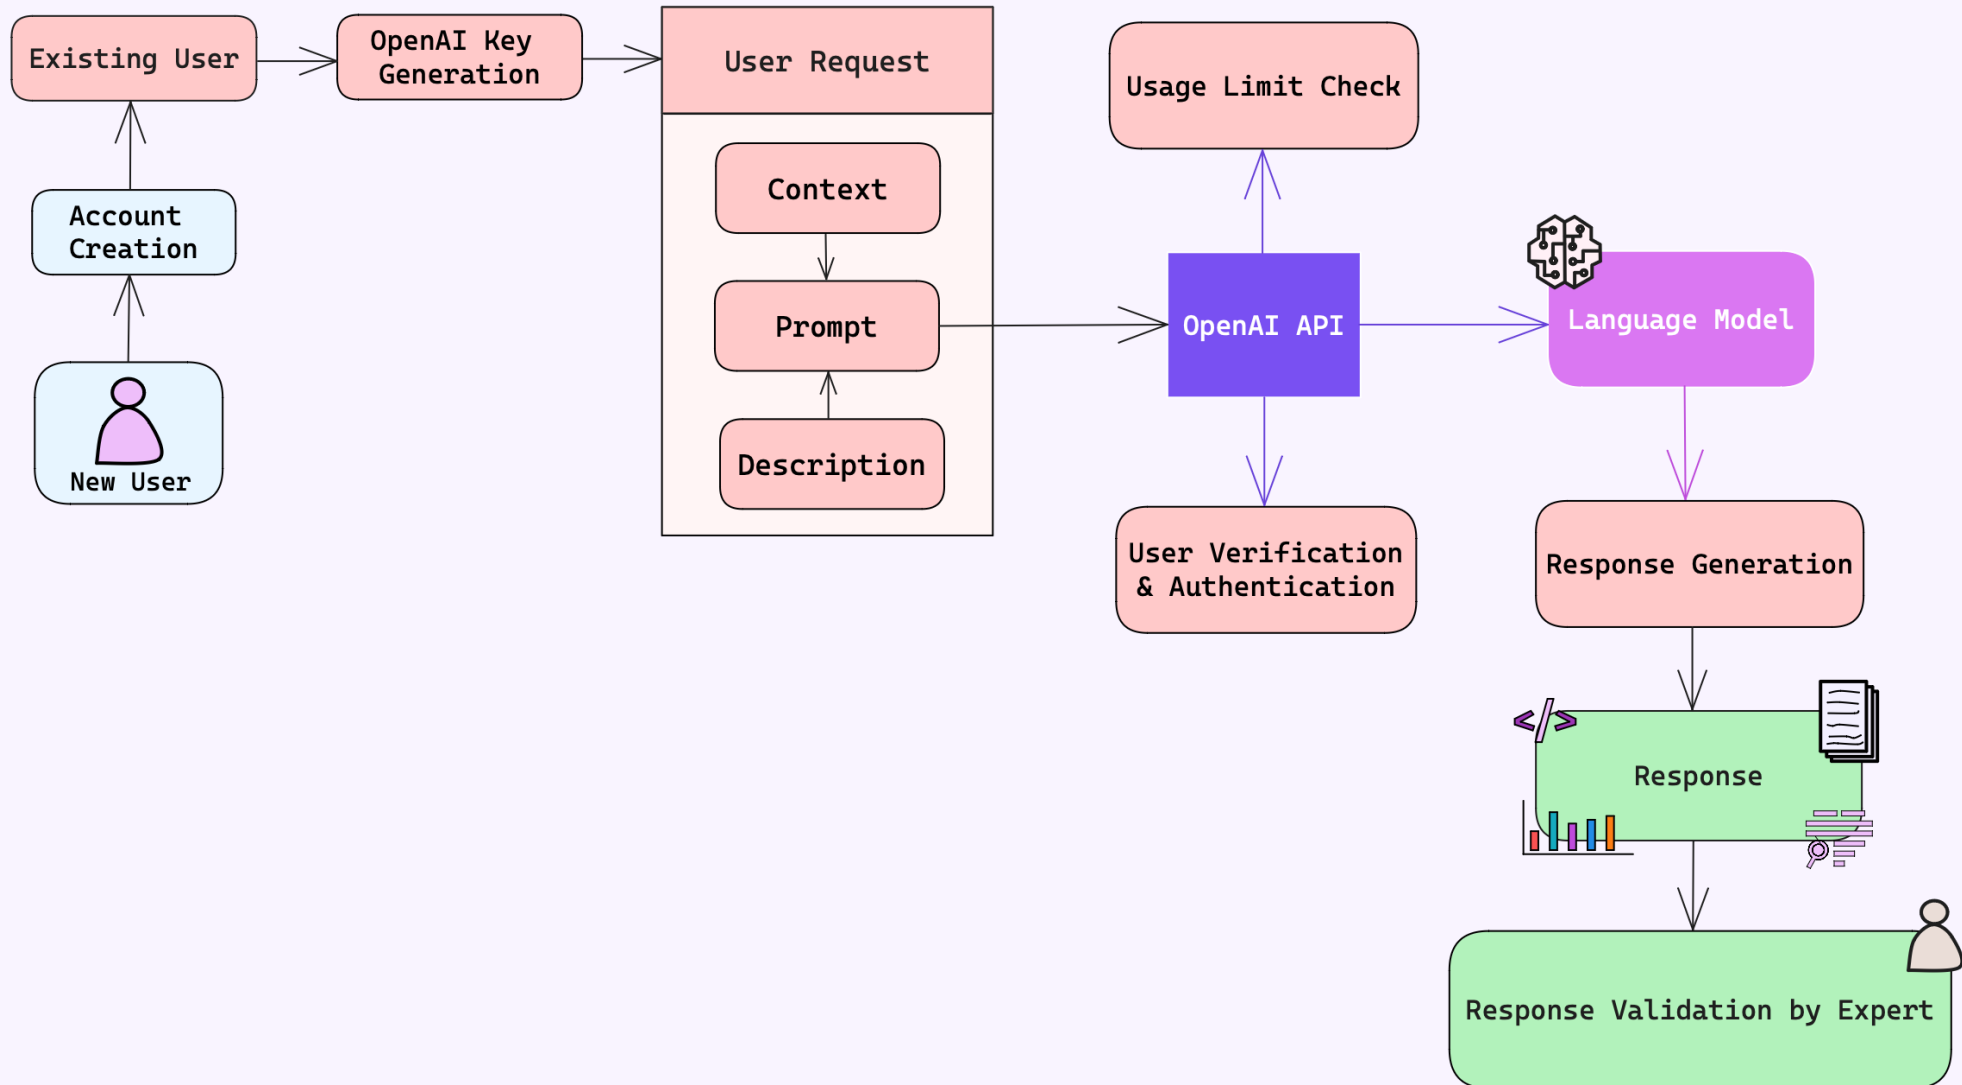 Existing User
OpenAI Key
Generation
User Request
Usage Limit Check
Context
Account
Creation
Prompt
OpenAI API
Language Model
Description
New User
User Verification
& Authentication
Response Generation
</>
Response
Response Validation by Expert